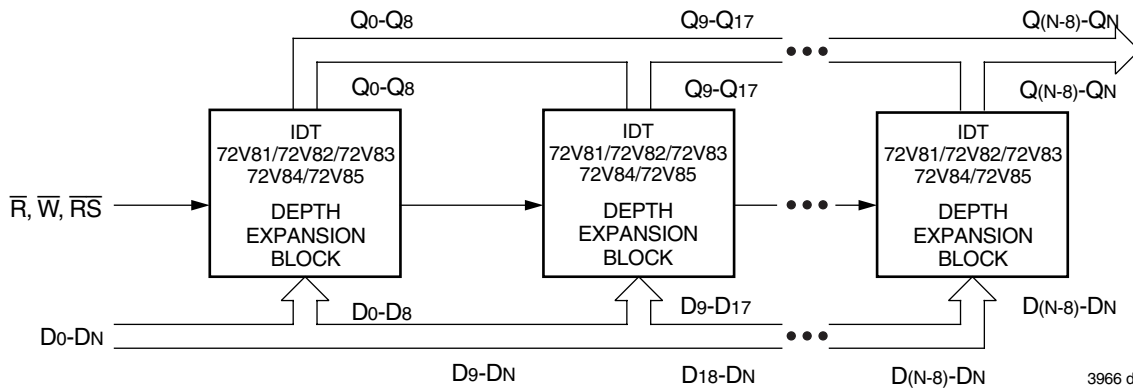 Q0-Q8 Q9-Q17 Q(N-8)-QN
Q0-Q8 Q9-Q17 Q(N-8)-QN
IDT
72V81/72V82/72V83
72V84/72V85
DEPTH
EXPANSION
BLOCK
IDT
72V81/72V82/72V83
72V84/72V85
DEPTH
EXPANSION
BLOCK
IDT
72V81/72V82/72V83
72V84/72V85
DEPTH
EXPANSION
BLOCK
R̅, W̅, R̅S̅
D0-D8 D9-D17 D(N-8)-DN
D0-DN
D9-DN D18-DN D(N-8)-DN
3966 d